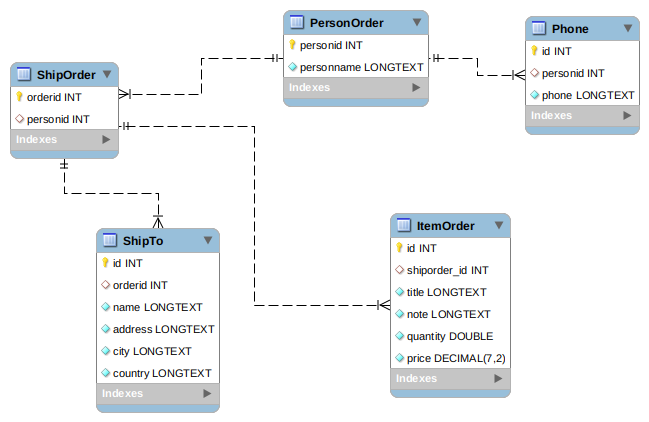 PersonOrder
personid INT
personname LONGTEXT
Indexes
Phone
id INT
personid INT
phone LONGTEXT
Indexes
ShipOrder
orderid INT
personid INT
Indexes
ShipTo
id INT
orderid INT
name LONGTEXT
address LONGTEXT
city LONGTEXT
country LONGTEXT
Indexes
ItemOrder
id INT
shiporder_id INT
title LONGTEXT
note LONGTEXT
quantity DOUBLE
price DECIMAL(7,2)
Indexes